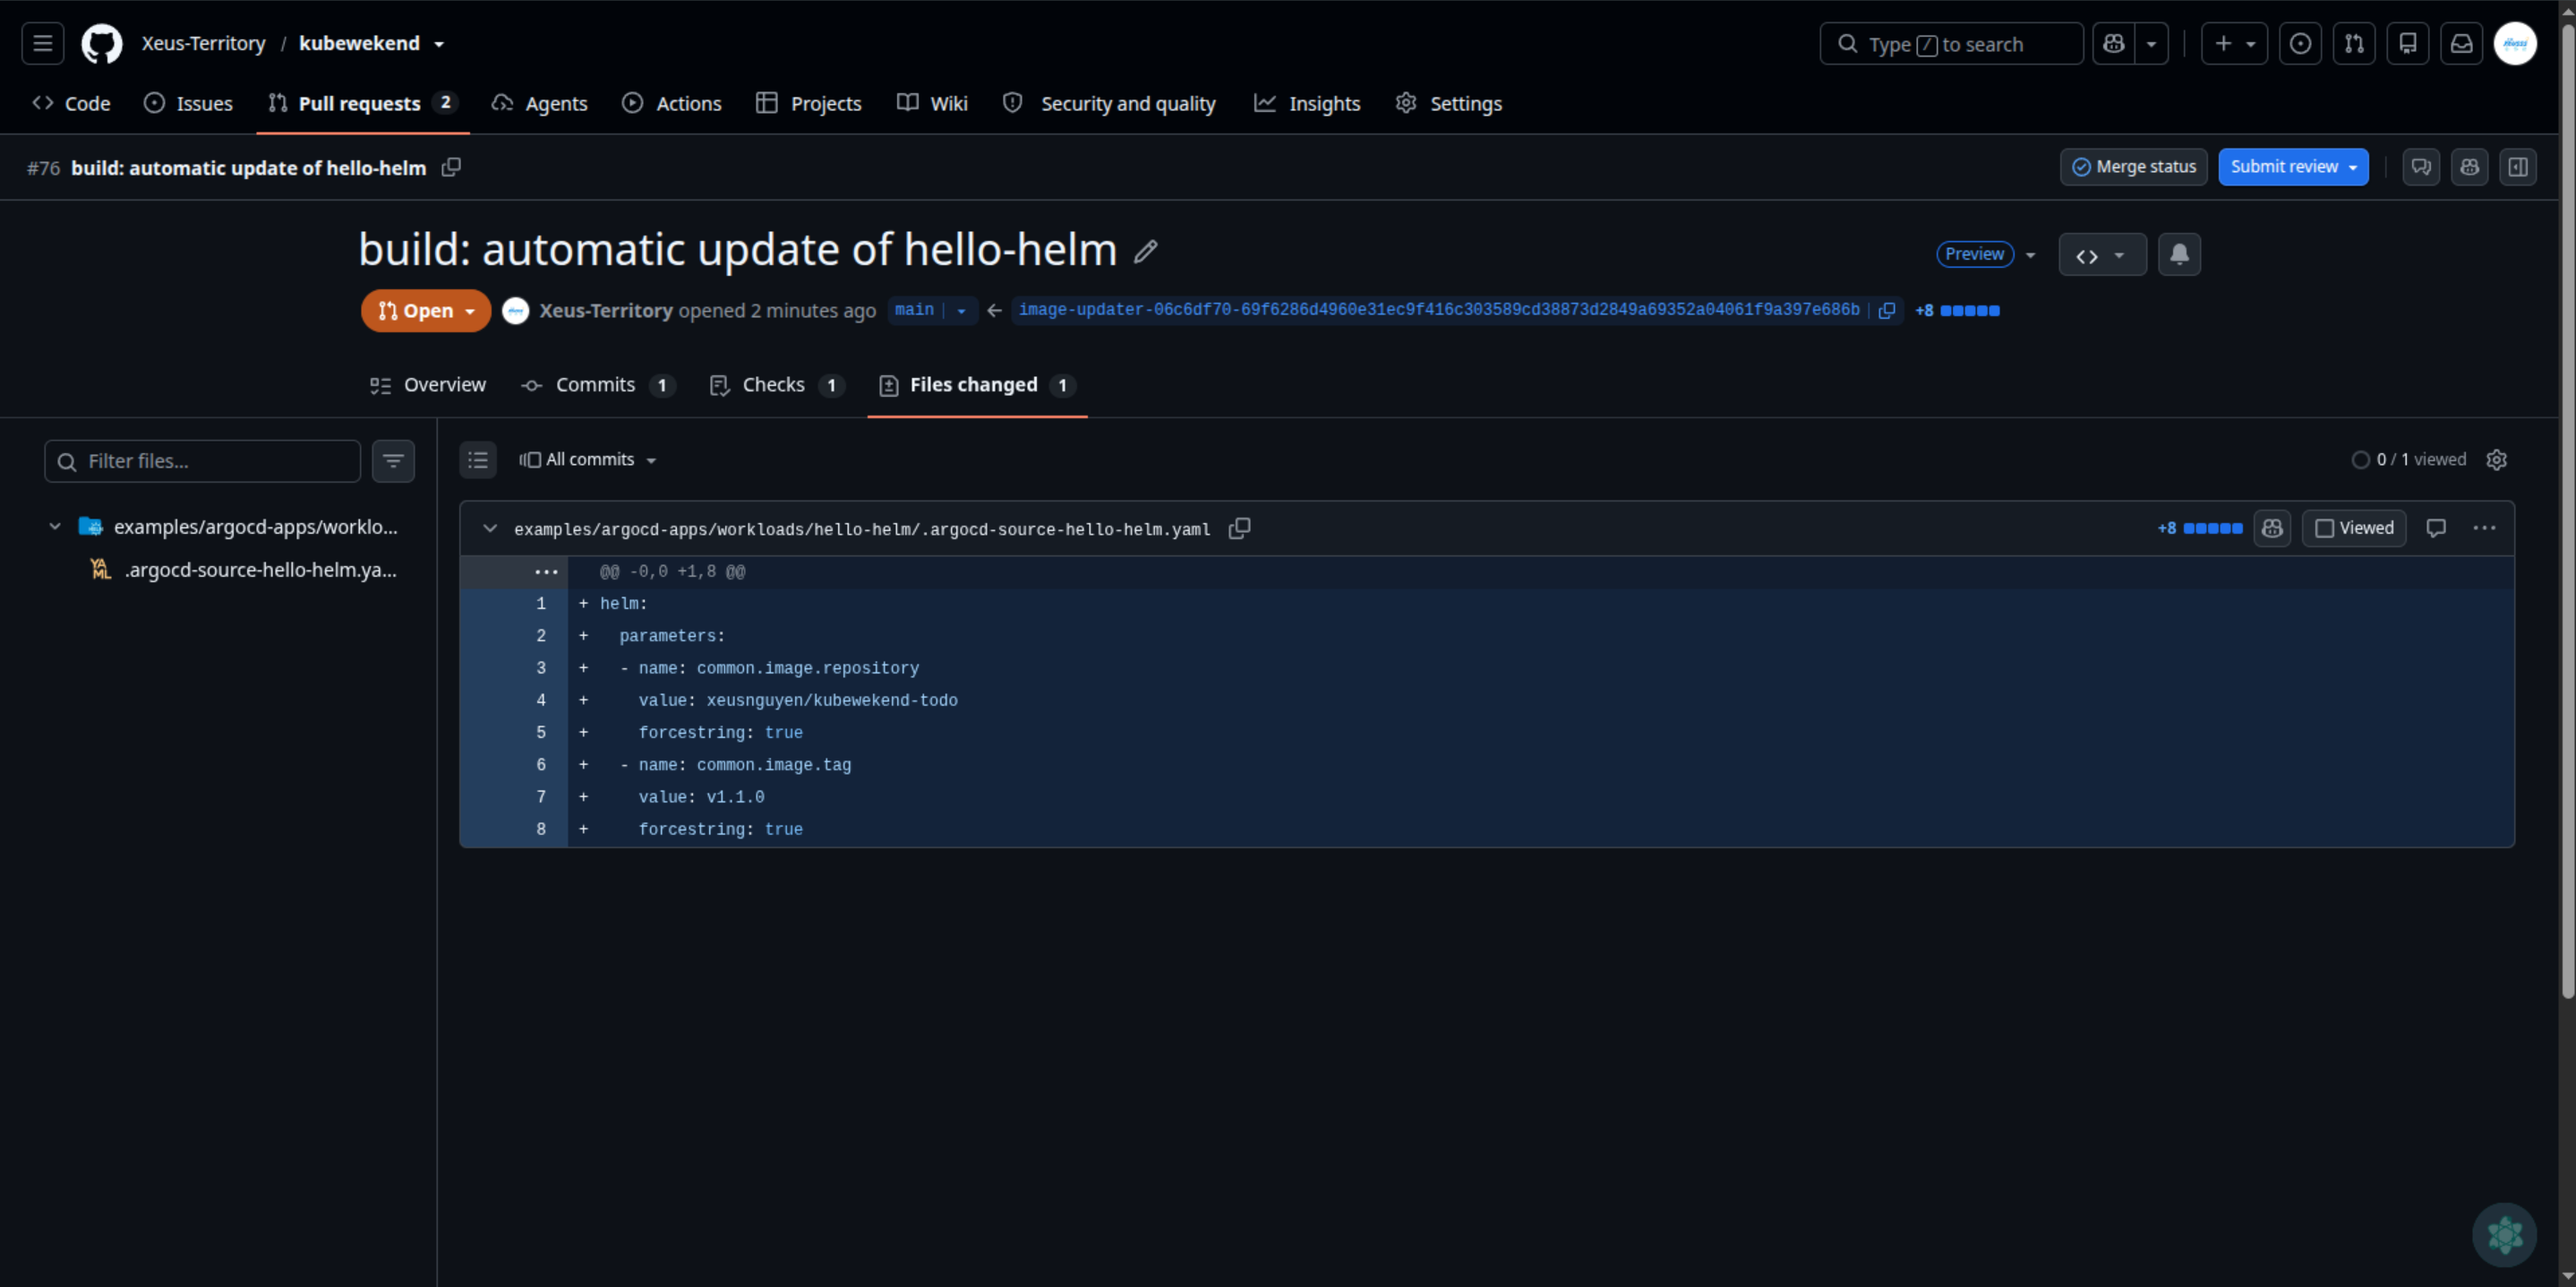 Xeus-Territory / kubewekend
Type / to search
Code Issues Pull requests 2 Agents Actions Projects Wiki Security and quality Insights Settings
#76 build: automatic update of hello-helm
Merge status Submit review
build: automatic update of hello-helm
Preview
Open Xeus-Territory opened 2 minutes ago main ← image-updater-06c6df70-69f6286d4960e31ec9f416c303589cd38873d2849a69352a04061f9a397e686b +8
Overview Commits 1 Checks 1 Files changed 1
Filter files...
All commits
0 / 1 viewed
examples/argocd-apps/worklo...
.argocd-source-hello-helm.ya...
examples/argocd-apps/workloads/hello-helm/.argocd-source-hello-helm.yaml
+8 Viewed
@@ -0,0 +1,8 @@
1 + helm:
2 + parameters:
3 + - name: common.image.repository
4 + value: xeusnguyen/kubewekend-todo
5 + forcestring: true
6 + - name: common.image.tag
7 + value: v1.1.0
8 + forcestring: true